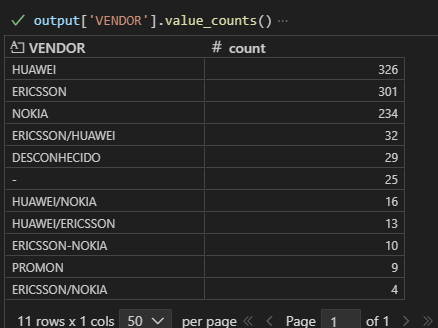 output['VENDOR'].value_counts() ...
VENDOR # count
HUAWEI 326
ERICSSON 301
NOKIA 234
ERICSSON/HUAWEI 32
DESCONHECIDO 29
- 25
HUAWEI/NOKIA 16
HUAWEI/ERICSSON 13
ERICSSON-NOKIA 10
PROMON 9
ERICSSON/NOKIA 4
11 rows x 1 cols 50 per page << < Page 1 of 1 > >>